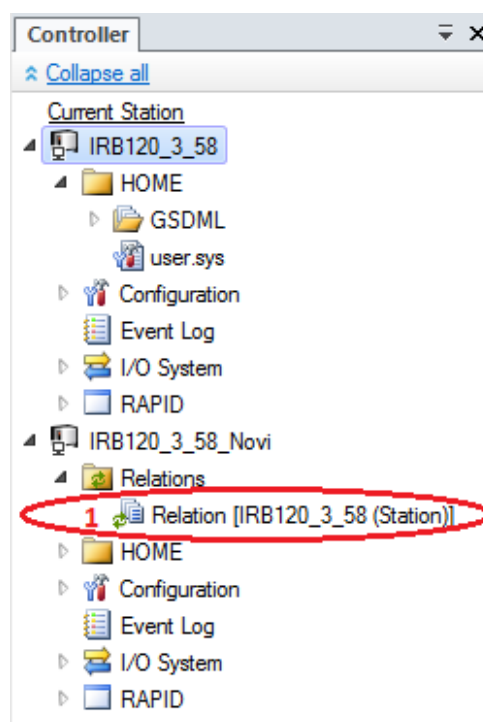 Controller
Collapse all
Current Station
IRB120_3_58
HOME
GSDML
user.sys
Configuration
Event Log
I/O System
RAPID
IRB120_3_58_Novi
Relations
1 Relation [IRB120_3_58 (Station)]
HOME
Configuration
Event Log
I/O System
RAPID